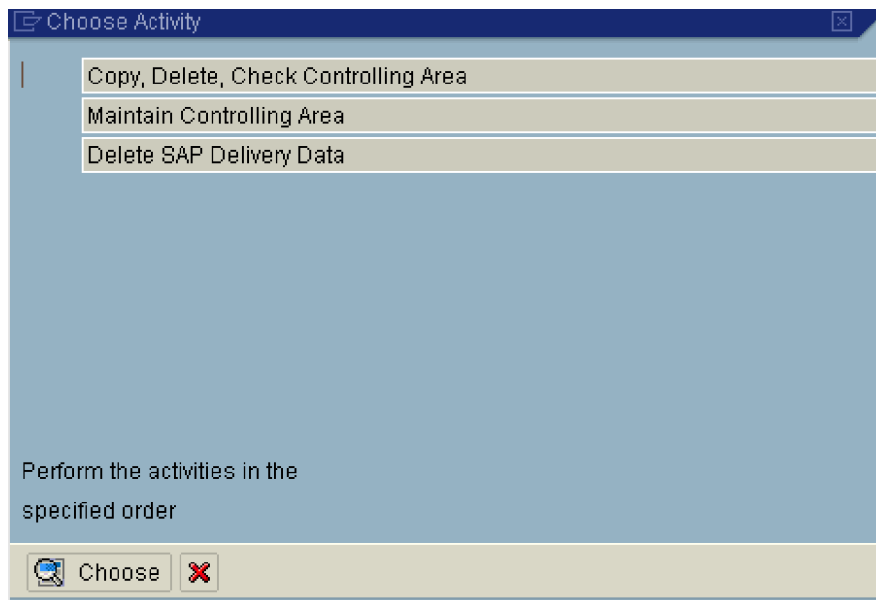 Choose Activity
Copy, Delete, Check Controlling Area
Maintain Controlling Area
Delete SAP Delivery Data
Perform the activities in the
specified order
Choose